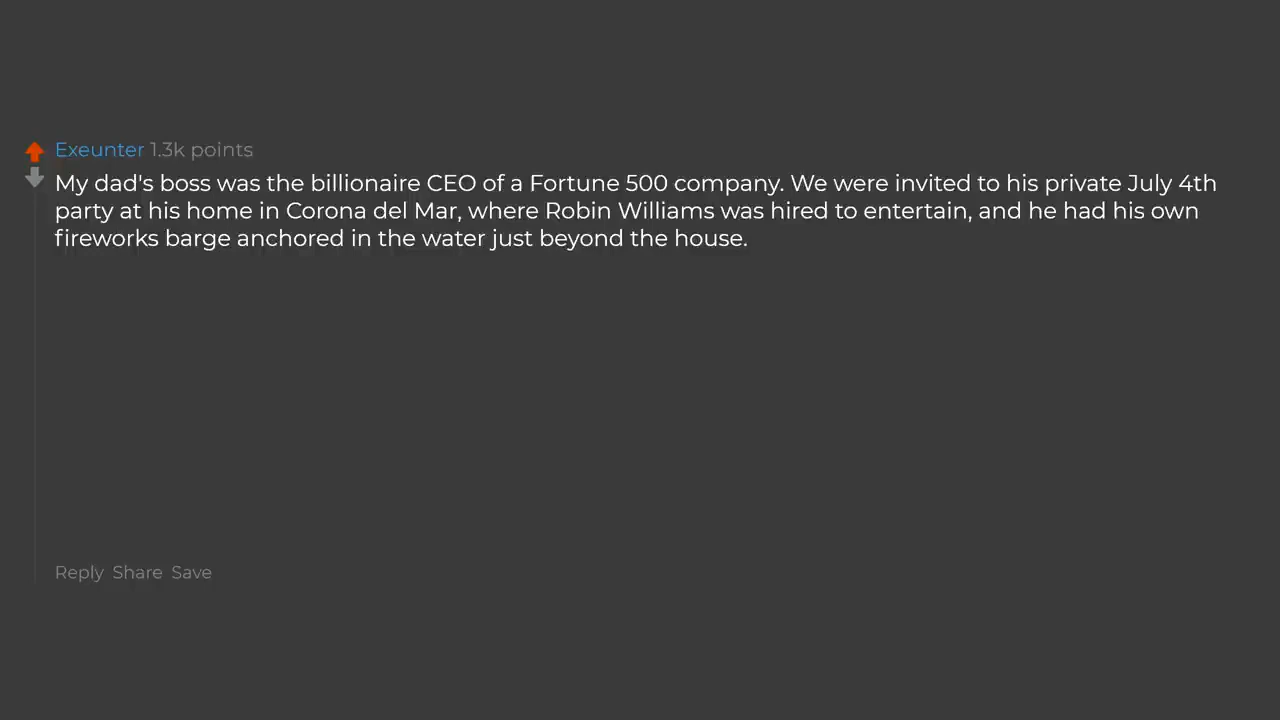 Exeunter 1.3k points
My dad's boss was the billionaire CEO of a Fortune 500 company. We were invited to his private July 4th
party at his home in Corona del Mar, where Robin Williams was hired to entertain, and he had his own
fireworks barge anchored in the water just beyond the house.
Reply Share Save